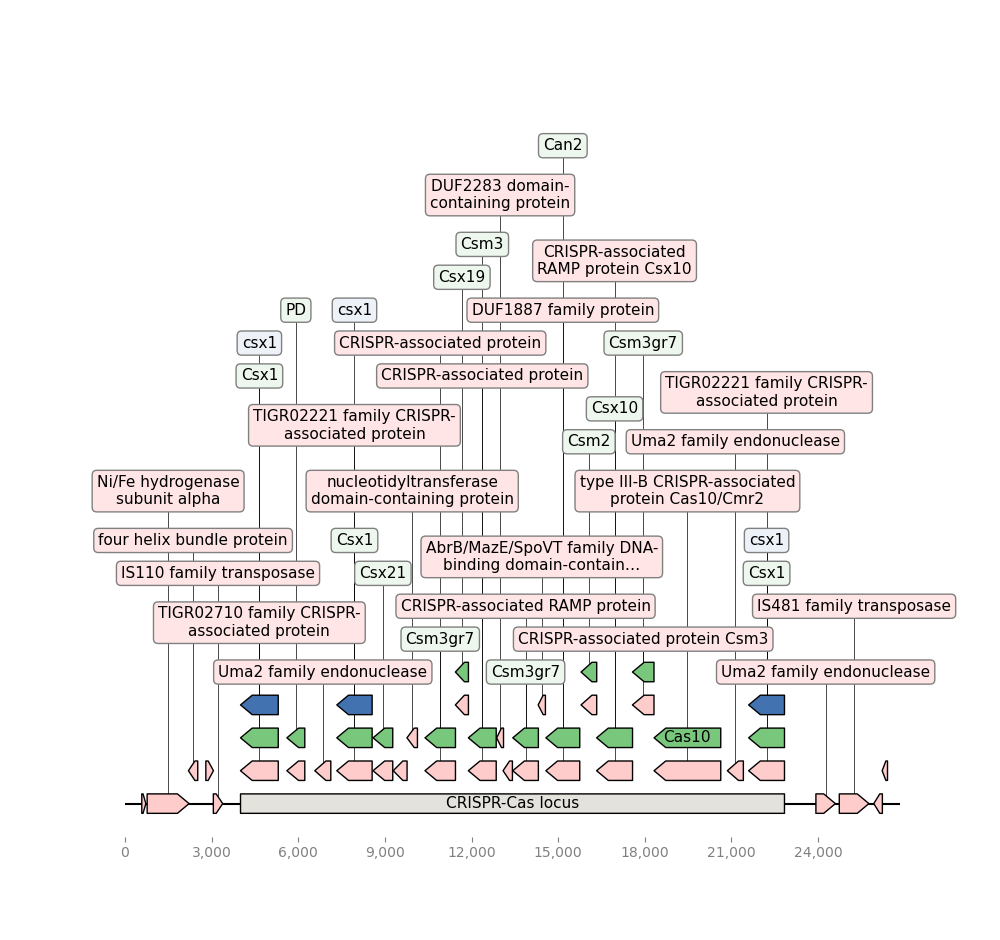 Can2
DUF2283 domain-
containing protein
Csm3
CRISPR-associated
RAMP protein Csx10
Csx19
PD
csx1
DUF1887 family protein
csx1
CRISPR-associated protein
Csm3gr7
Csx1
CRISPR-associated protein
TIGR02221 family CRISPR-
associated protein
Csx10
TIGR02221 family CRISPR-
associated protein
Csm2
Uma2 family endonuclease
Ni/Fe hydrogenase
subunit alpha
nucleotidyltransferase
domain-containing protein
type III-B CRISPR-associated
protein Cas10/Cmr2
four helix bundle protein
Csx1
AbrB/MazE/SpoVT family DNA-
binding domain-contain...
csx1
IS110 family transposase
Csx21
Csx1
TIGR02710 family CRISPR-
associated protein
CRISPR-associated RAMP protein
IS481 family transposase
Csm3gr7
CRISPR-associated protein Csm3
Uma2 family endonuclease
Csm3gr7
Uma2 family endonuclease
Cas10
CRISPR-Cas locus
0 3,000 6,000 9,000 12,000 15,000 18,000 21,000 24,000